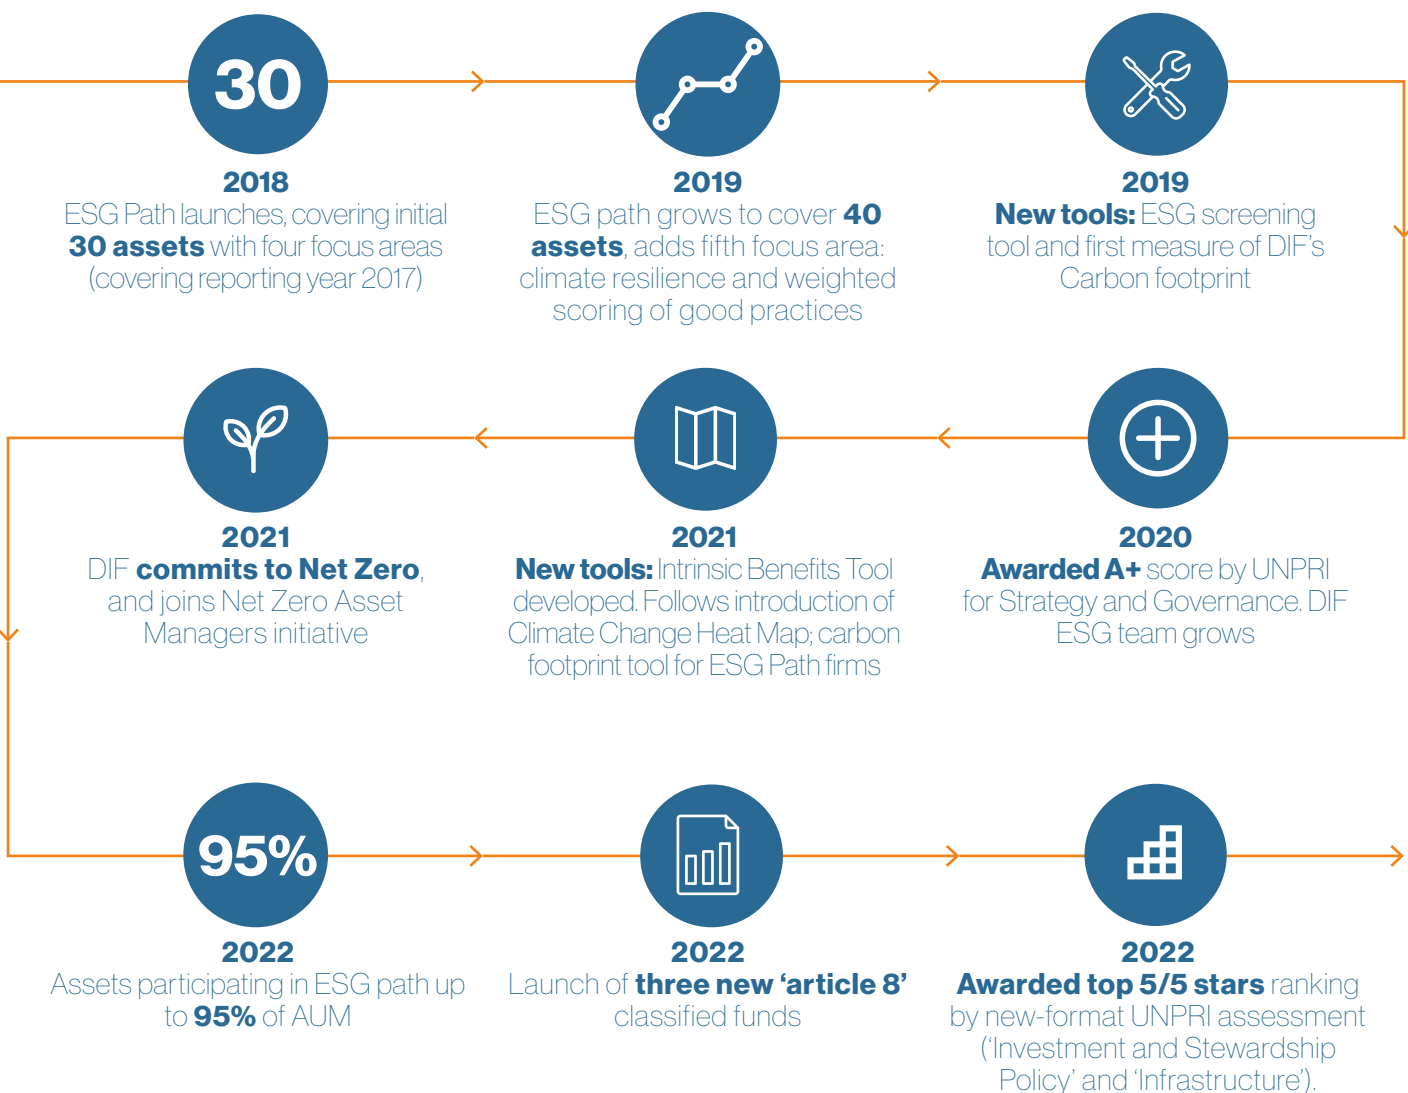 30
2018
ESG Path launches, covering initial
30 assets with four focus areas
(covering reporting year 2017)
2019
ESG path grows to cover 40
assets, adds fifth focus area:
climate resilience and weighted
scoring of good practices
2019
New tools: ESG screening
tool and first measure of DIF’s
Carbon footprint
2020
Awarded A+ score by UNPRI
for Strategy and Governance. DIF
ESG team grows
2021
New tools: Intrinsic Benefits Tool
developed. Follows introduction of
Climate Change Heat Map; carbon
footprint tool for ESG Path firms
2021
DIF commits to Net Zero,
and joins Net Zero Asset
Managers initiative
95%
2022
Assets participating in ESG path up
to 95% of AUM
2022
Launch of three new ‘article 8’
classified funds
2022
Awarded top 5/5 stars ranking
by new-format UNPRI assessment
(‘Investment and Stewardship
Policy’ and ‘Infrastructure’).